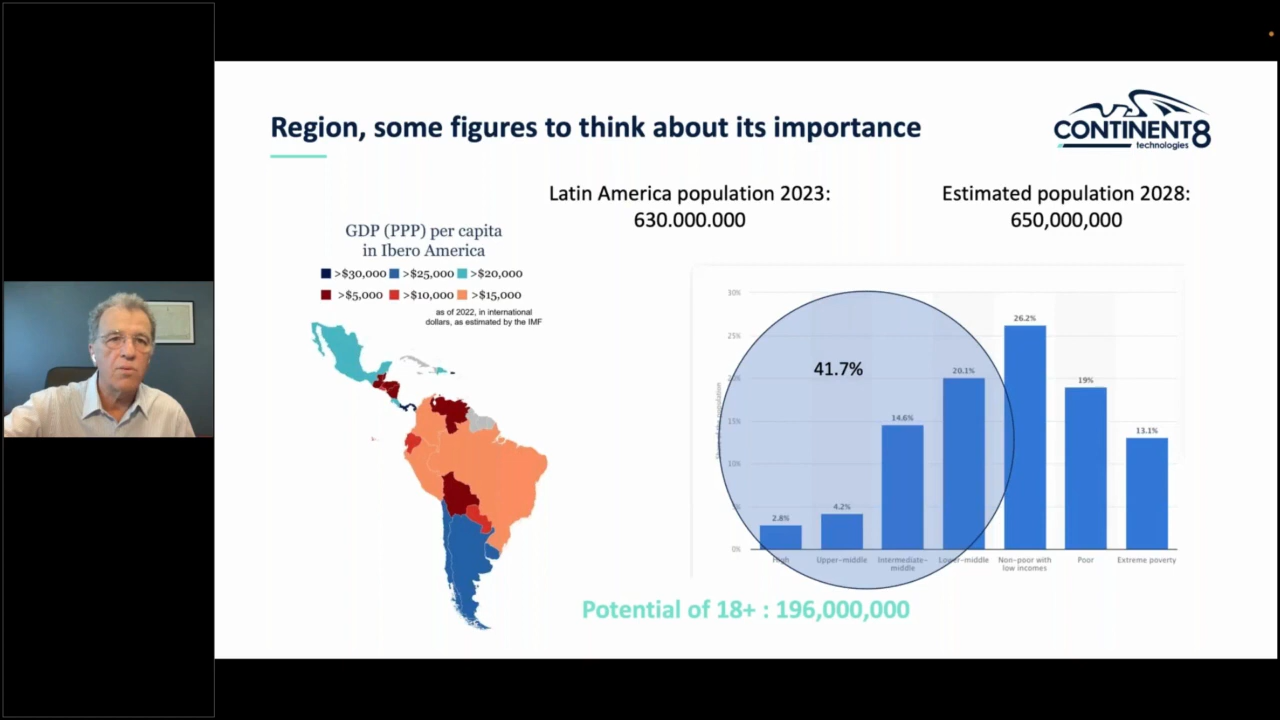 Region, some figures to think about its importance
CONTINENT8
technologies
Latin America population 2023:
630.000.000
Estimated population 2028:
650,000,000
GDP (PPP) per capita
in Ibero America
>$30,000 >$25,000 >$20,000
>$5,000 >$10,000 >$15,000
as of 2022, in international
dollars, as estimated by the IMF
30%
25%
15%
10%
0%
41.7%
2.8%
4.2%
14.6%
20.1%
26.2%
19%
13.1%
High
Upper-middle
Intermediate-
middle
Lower-middle
Non-poor with
low incomes
Poor
Extreme poverty
Potential of 18+ : 196,000,000